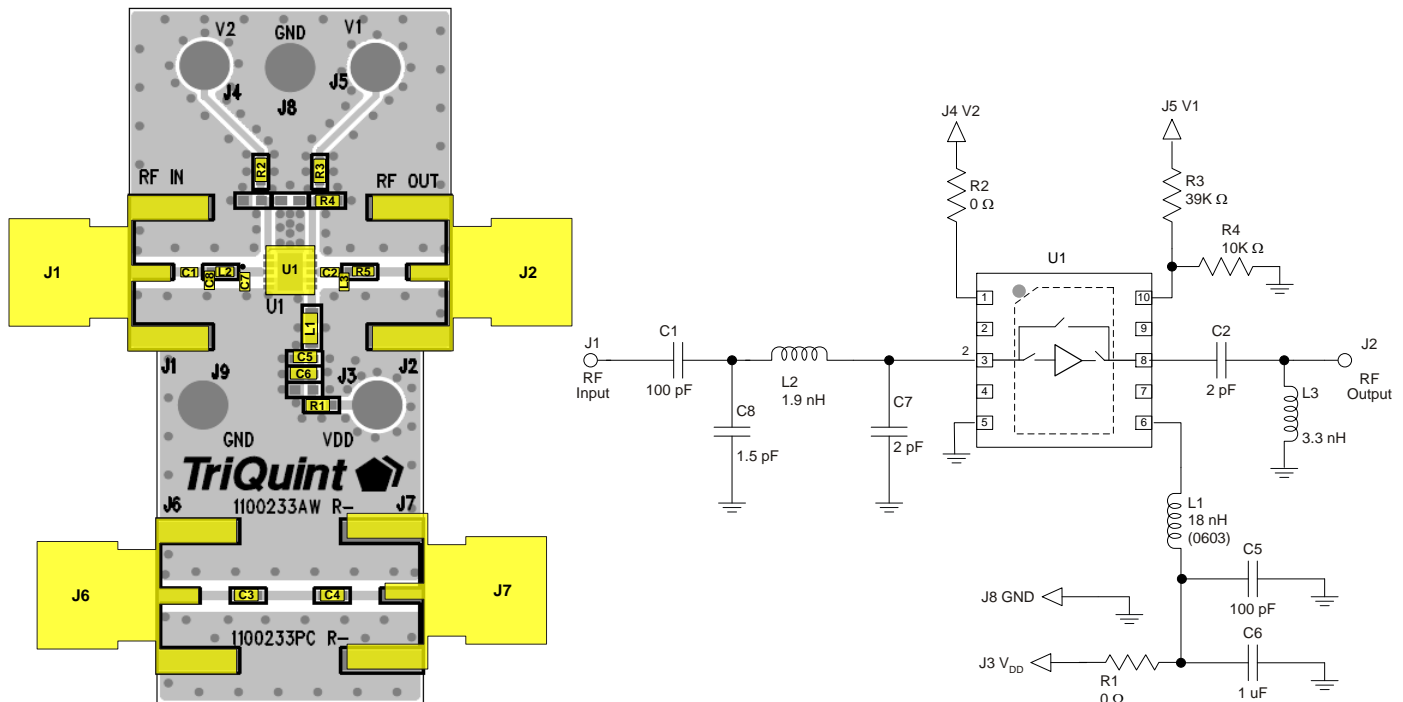 V2
GND
V1
J4
J8
J5
R2
R3
RF IN
RF OUT
R4
J1
C1
C8
L2
C7
U1
C2
L3
R5
J2
U1
L1
C5
C6
J1
J9
J3
J2
R1
GND
VDD
TriQuint
J6
1100233AW R-
J7
J6
C3
C4
J7
1100233PC R-
J4 V2
J5 V1
R2
0 Ω
R3
39K Ω
R4
10K Ω
U1
1
10
2
9
J1
RF
Input
C1
100 pF
L2
1.9 nH
2
3
8
C2
2 pF
J2
RF
Output
4
7
C8
1.5 pF
C7
2 pF
5
6
L3
3.3 nH
L1
18 nH
(0603)
C5
100 pF
J8 GND
J3 VDD
R1
0 Ω
C6
1 uF